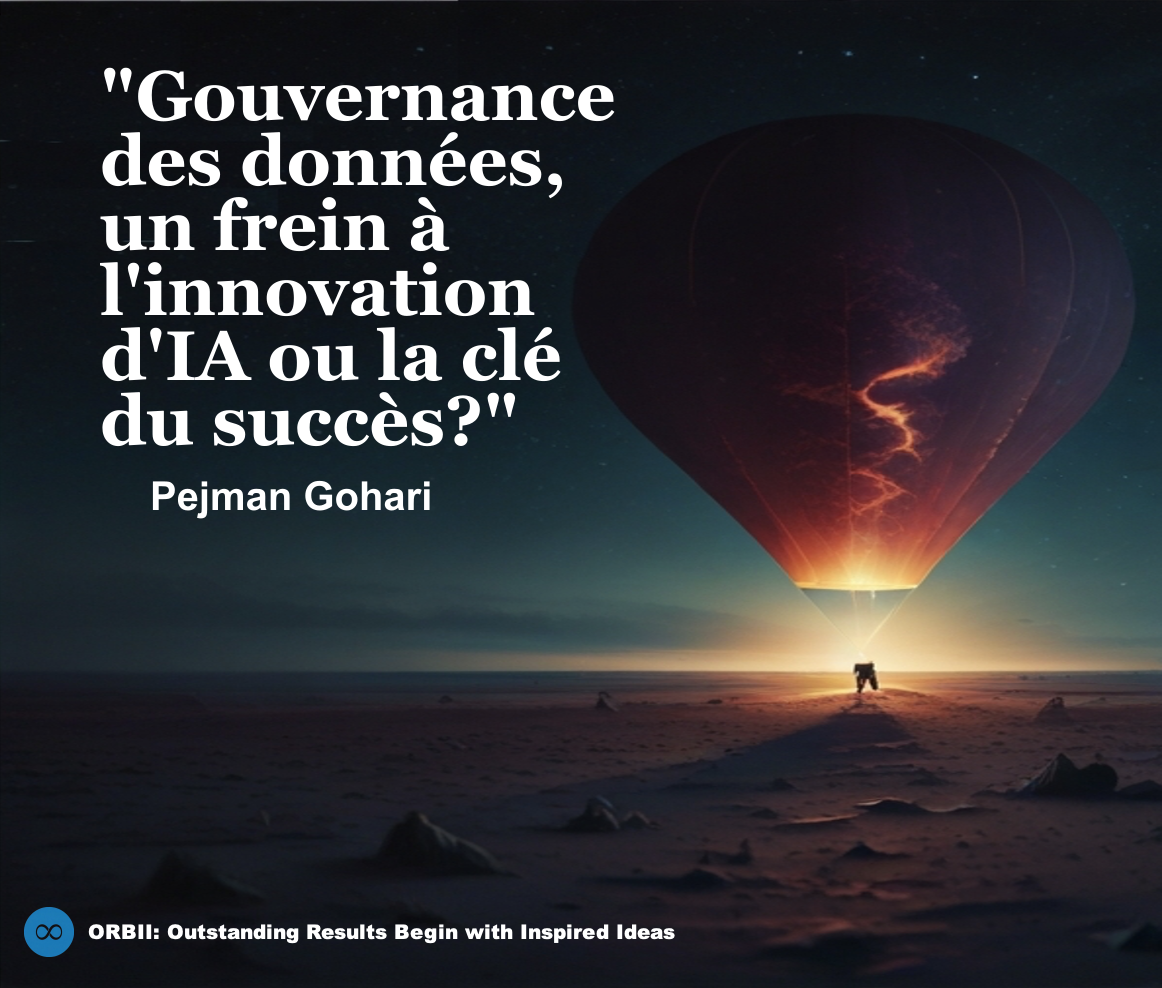 "Gouvernance
des données,
un frein à
l'innovation
d'IA ou la clé
du succès?"
Pejman Gohari
ORBII: Outstanding Results Begin with Inspired Ideas